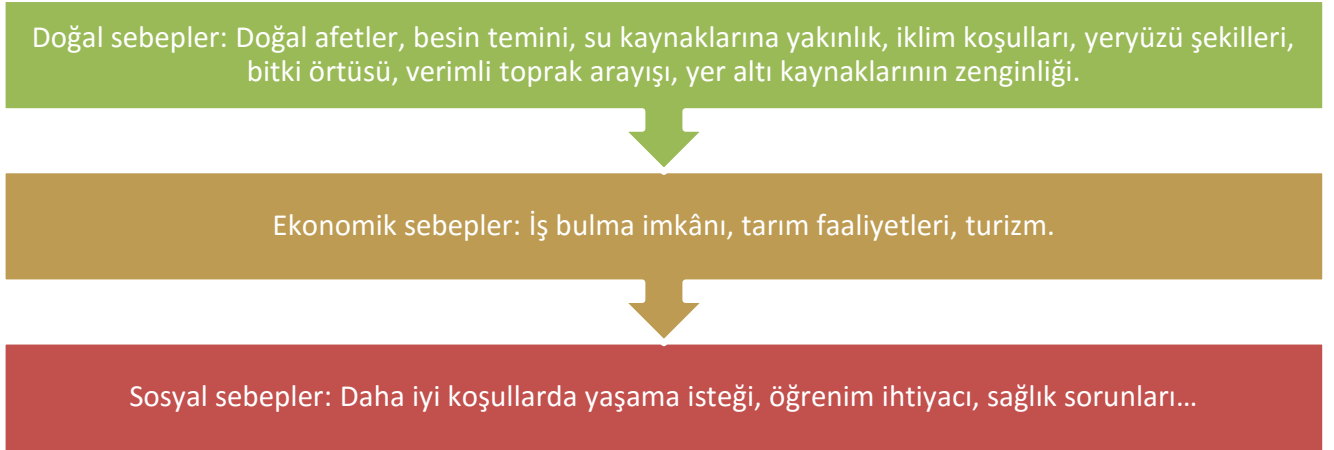 Doğal sebepler: Doğal afetler, besin temini, su kaynaklarına yakınlık, iklim koşulları, yeryüzü şekilleri,
bitki örtüsü, verimli toprak arayışı, yer altı kaynaklarının zenginliği.
Ekonomik sebepler: İş bulma imkânı, tarım faaliyetleri, turizm.
Sosyal sebepler: Daha iyi koşullarda yaşama isteği, öğrenim ihtiyacı, sağlık sorunları…